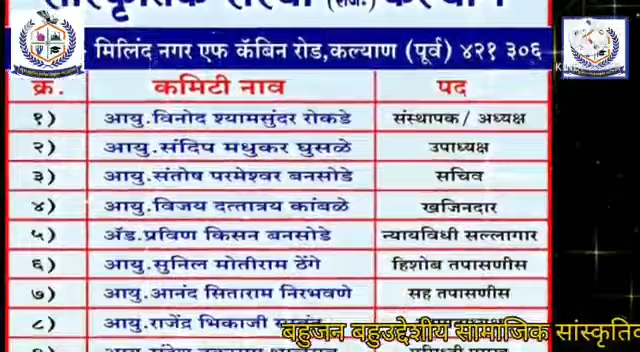 सांस्कृतिक संस्था (रजि.) कल्याण
मिलिंद नगर एफ कॅबिन रोड,कल्याण (पूर्व) ४२१ ३०६
क्र. कमिटी नाव पद
१) आयु.विनोद श्यामसुंदर रोकडे संस्थापक / अध्यक्ष
२) आयु.संदिप मधुकर घुसळे उपाध्यक्ष
३) आयु.संतोष परमेश्वर बनसोडे सचिव
४) आयु.विजय दत्तात्रय कांबळे खजिनदार
५) ॲड.प्रविण किसन बनसोडे न्यायविधी सल्लागार
६) आयु.सुनिल मोतीराम ठेंगे हिशोब तपासणीस
७) आयु.आनंद सिताराम निरभवणे सह तपासणीस
८) आयु.राजेंद्र भिकाजी
बहुजन बहुउद्देशीय सामाजिक सांस्कृति